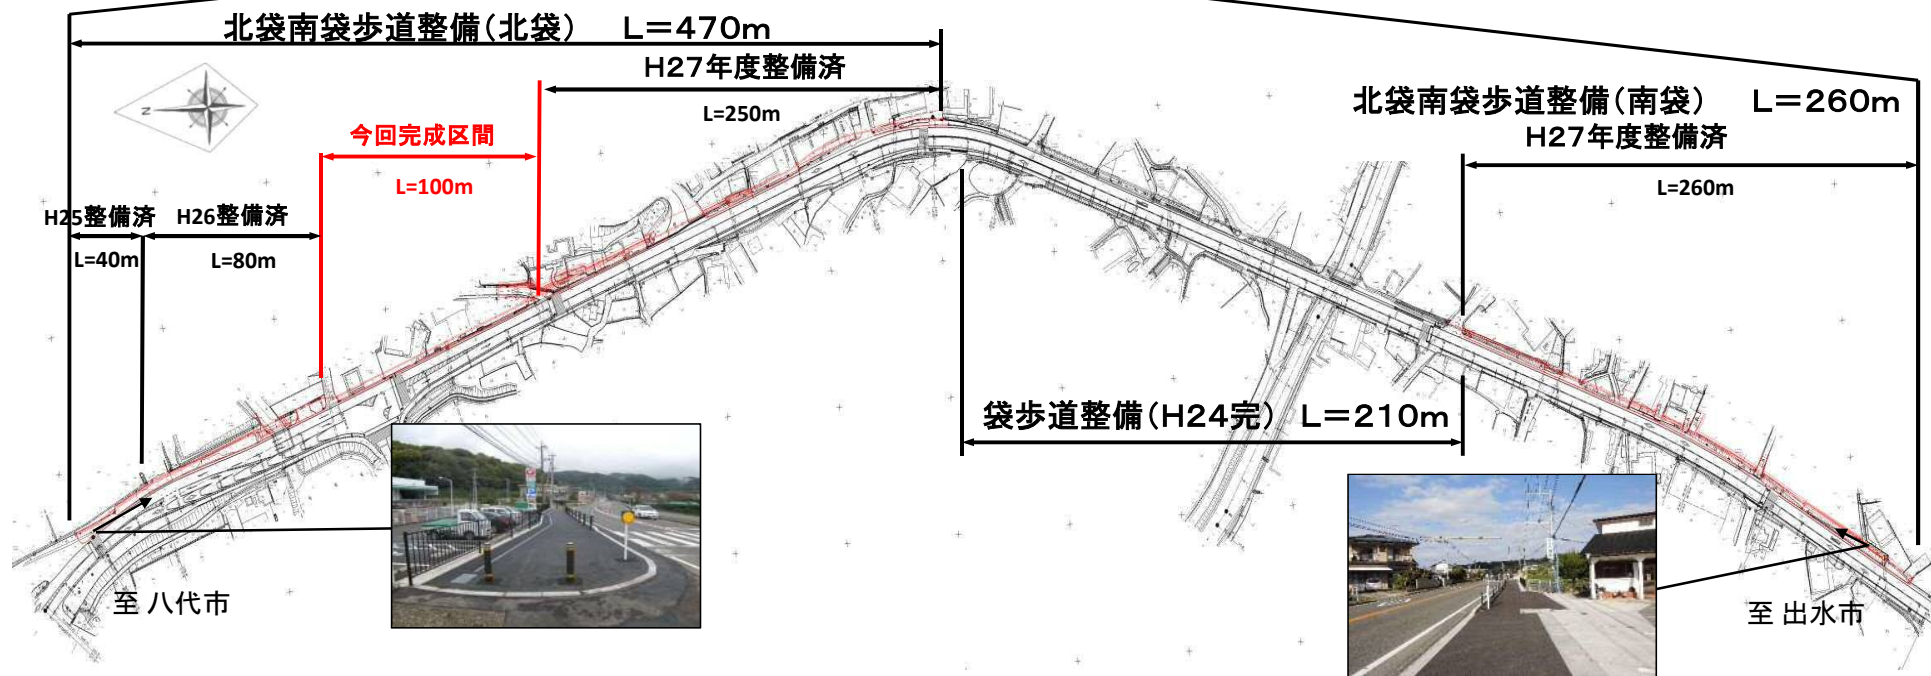 北袋南袋歩道整備(北袋) L=470m
H27年度整備済
L=250m
北袋南袋歩道整備(南袋) L=260m
H27年度整備済
L=260m
今回完成区間
L=100m
H25整備済
H26整備済
L=40m
L=80m
N
袋歩道整備(H24完) L=210m
至 八代市
至 出水市